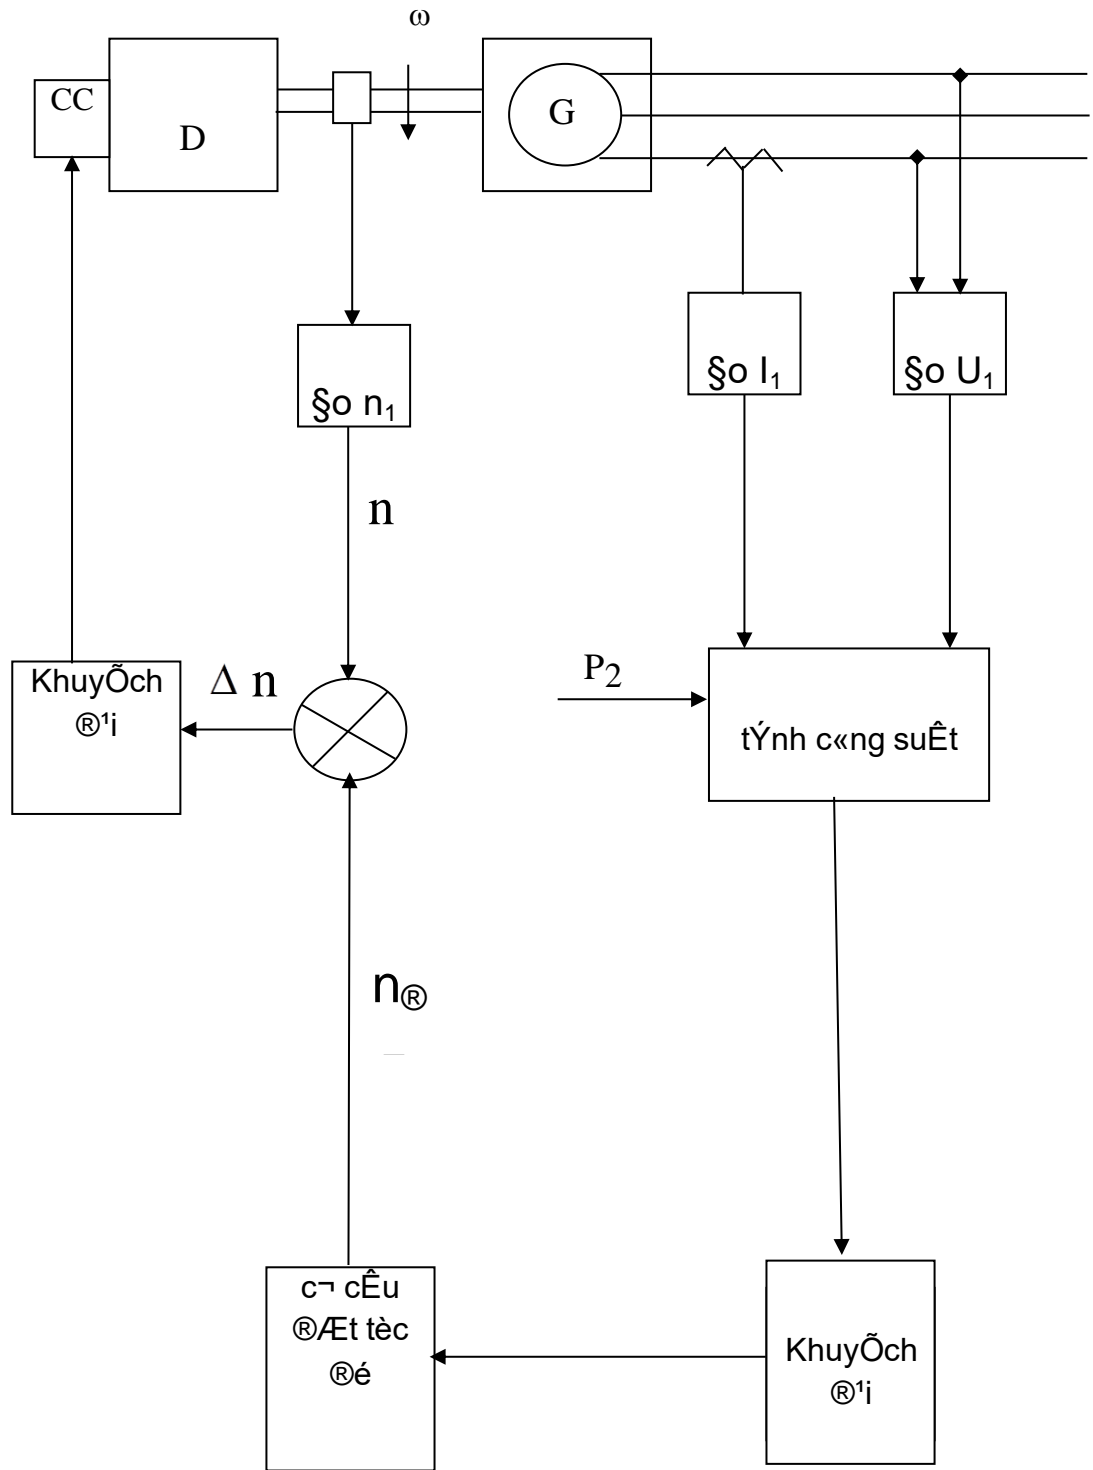 ω
CC
D
G
§o n₁
§o I₁
§o U₁
n
KhuyÕch
®¹i
Δ n
P₂
tÝnh c«ng suÊt
n®
c¬ cÊu
®Æt tèc
®é
KhuyÕch
®¹i